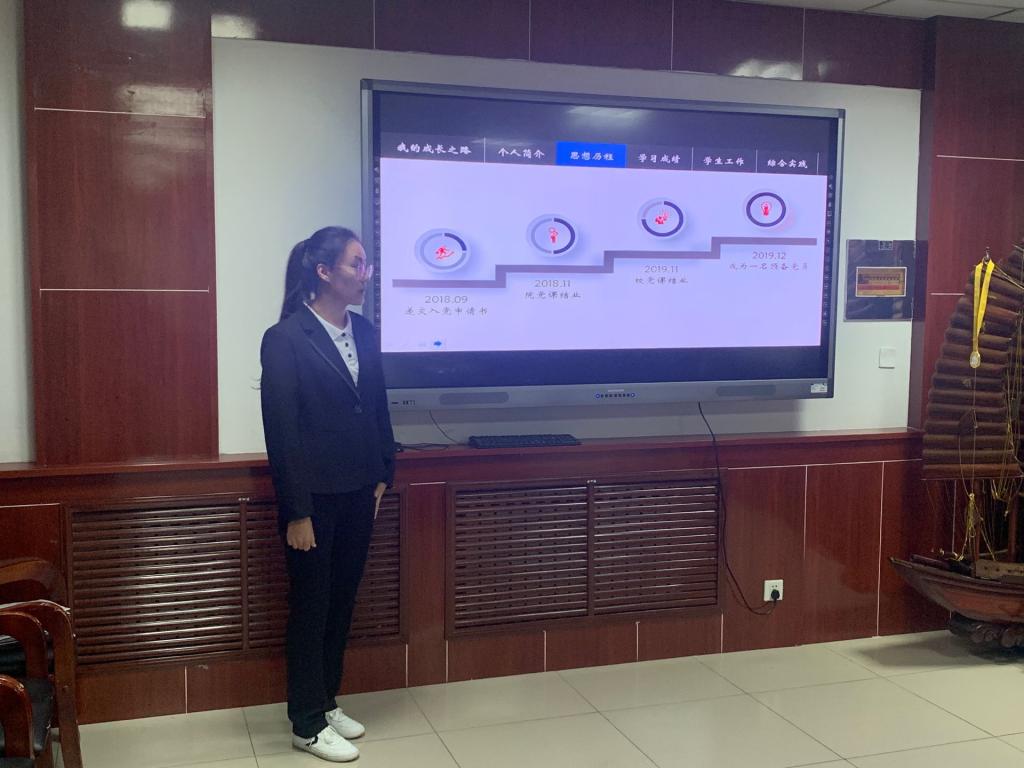 我的成长之路
个人简介
思想历程
学习成绩
学生工作
综合实践
2018.09
递交入党申请书
2018.11
院党课结业
2019.11
校党课结业
2019.12
成为一名预备党员